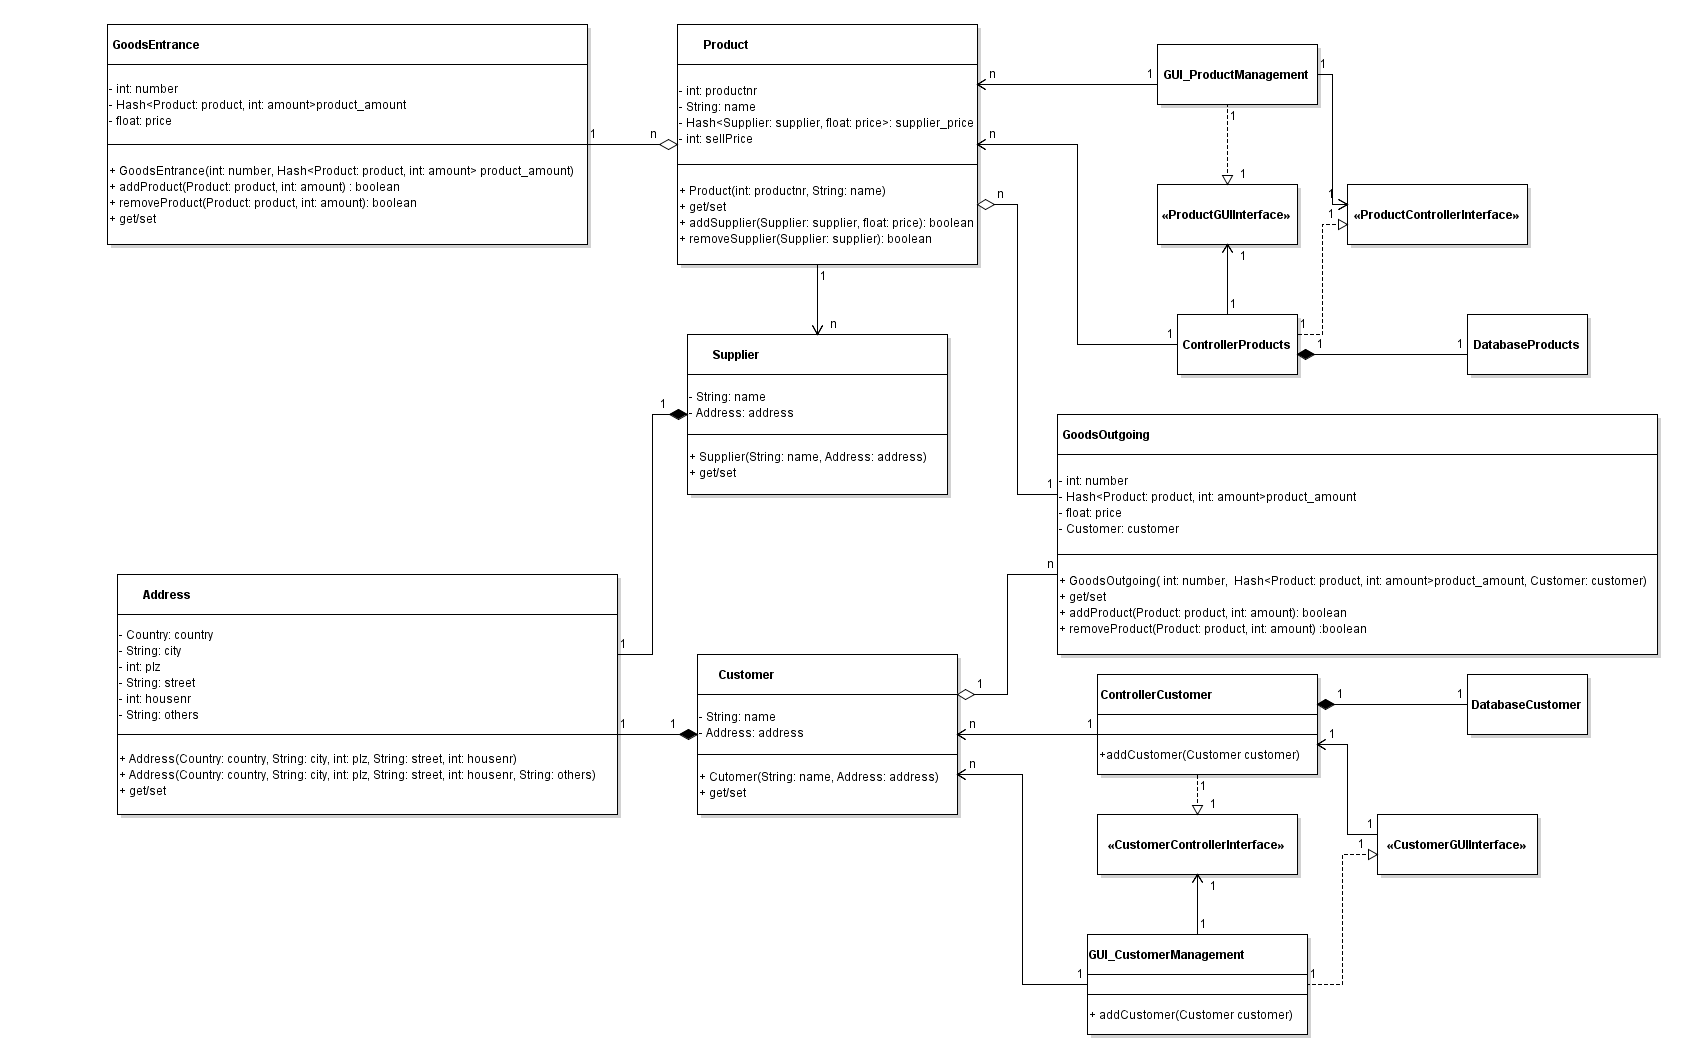 GoodsEntrance
- int: number
- Hash<Product: product, int: amount>product_amount
- float: price
+ GoodsEntrance(int: number, Hash<Product: product, int: amount> product_amount)
+ addProduct(Product: product, int: amount) : boolean
+ removeProduct(Product: product, int: amount): boolean
+ get/set
1
n
Product
- int: productnr
- String: name
- Hash<Supplier: supplier, float: price>: supplier_price
- int: sellPrice
+ Product(int: productnr, String: name)
+ get/set
+ addSupplier(Supplier: supplier, float: price): boolean
+ removeSupplier(Supplier: supplier): boolean
n
1
n
n
1
n
GUI_ProductManagement
1
1
1
«ProductGUIInterface»
1
1
«ProductControllerInterface»
1
1
ControllerProducts
1
1
1
1
DatabaseProducts
Supplier
- String: name
- Address: address
+ Supplier(String: name, Address: address)
+ get/set
1
1
GoodsOutgoing
- int: number
- Hash<Product: product, int: amount>product_amount
- float: price
- Customer: customer
+ GoodsOutgoing( int: number,  Hash<Product: product, int: amount>product_amount, Customer: customer)
+ get/set
+ addProduct(Product: product, int: amount): boolean
+ removeProduct(Product: product, int: amount) :boolean
1
n
Address
- Country: country
- String: city
- int: plz
- String: street
- int: housenr
- String: others
+ Address(Country: country, String: city, int: plz, String: street, int: housenr)
+ Address(Country: country, String: city, int: plz, String: street, int: housenr, String: others)
+ get/set
1
1
Customer
- String: name
- Address: address
+ Cutomer(String: name, Address: address)
+ get/set
1
n
n
1
ControllerCustomer
+addCustomer(Customer customer)
1
1
DatabaseCustomer
1
1
1
«CustomerControllerInterface»
1
1
1
«CustomerGUIInterface»
1
1
GUI_CustomerManagement
+ addCustomer(Customer customer)
1